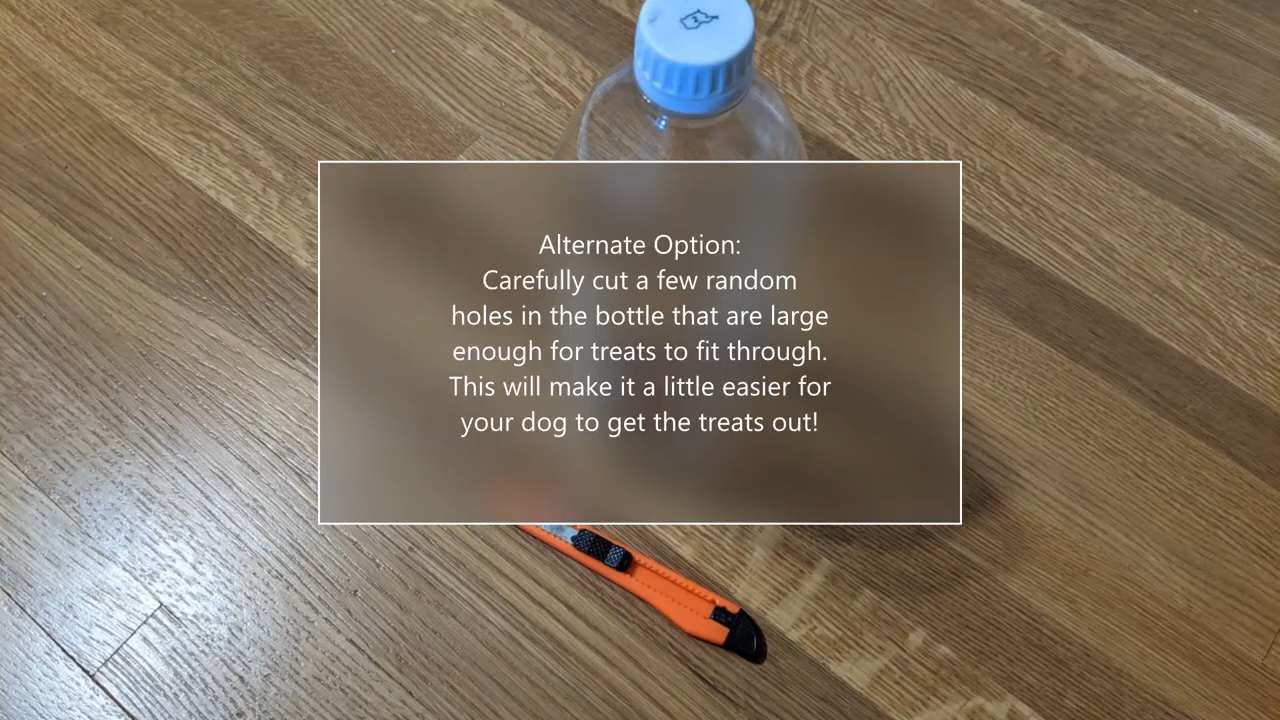 Alternate Option:
Carefully cut a few random
holes in the bottle that are large
enough for treats to fit through.
This will make it a little easier for
your dog to get the treats out!